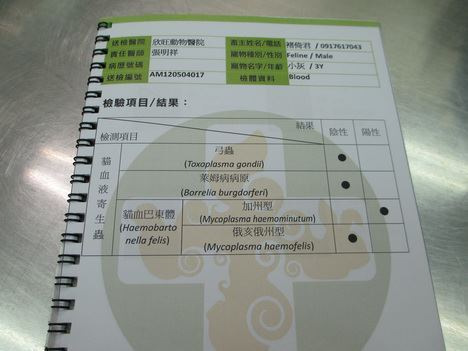 送檢醫院 欣旺動物醫院 畜主姓名/電話 褚倚君 / 0917617043
責任醫師 張明祥 寵物種別/性別 Feline / Male
病歷號碼 寵物名字/年齡 小灰 / 3Y
送檢編號 AM120504017 檢體資料 Blood
檢驗項目/結果：
結果 陰性 陽性
檢測項目
貓血液寄生蟲
弓蟲
(Toxoplasma gondii) ●
萊姆病病原
(Borrelia burgdorferi) ●
貓血巴東體
(Haemobartonella felis)
加州型
(Mycoplasma haemominutum) ●
俄亥俄州型
(Mycoplasma haemofelis) ●